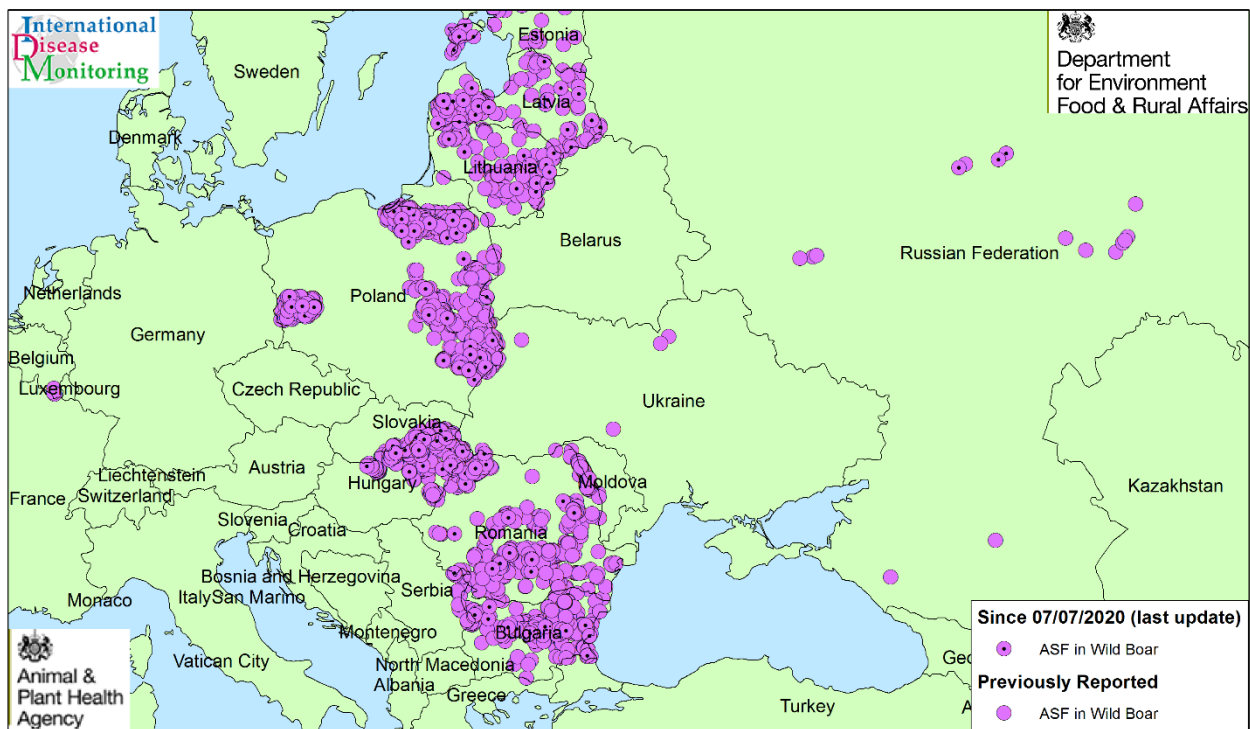 International
Disease
Monitoring
Department
for Environment
Food & Rural Affairs
Estonia
Sweden
Latvia
Denmark
Lithuania
Belarus
Russian Federation
Netherlands
Poland
Germany
Belgium
Luxembourg
Czech Republic
Ukraine
Slovakia
Austria
Liechtenstein
Hungary
Moldova
Switzerland
France
Kazakhstan
Slovenia
Croatia
Romania
Bosnia and Herzegovina
Serbia
Monaco
Italy
San Marino
Montenegro
Bulgaria
Vatican City
North Macedonia
Albania
Greece
Turkey
Geo
A
Animal &
Plant Health
Agency
Since 07/07/2020 (last update)
ASF in Wild Boar
Previously Reported
ASF in Wild Boar